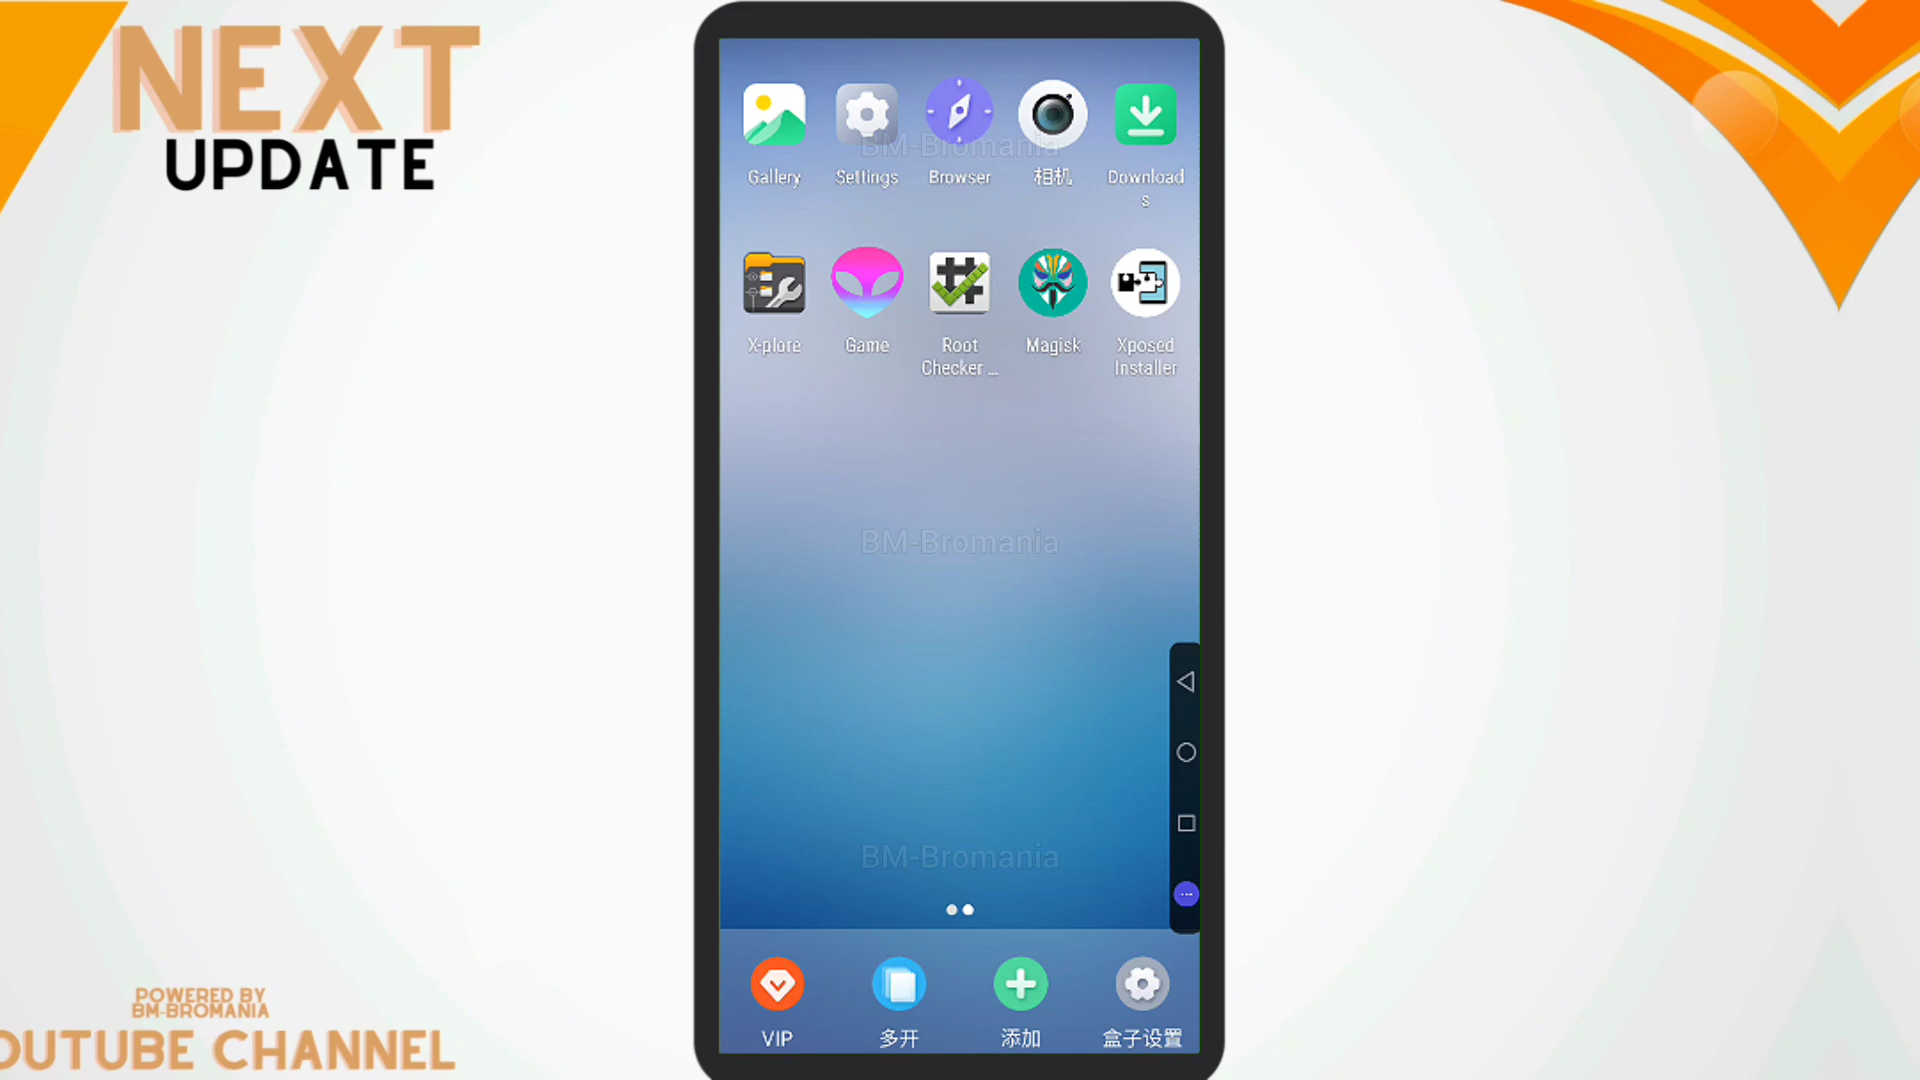 NEXT
UPDATE
BM-Bromania
Gallery
Settings
Browser
相机
Download
s
X-plore
Game
Root
Checker ...
Magisk
Xposed
Installer
BM-Bromania
BM-Bromania
VIP
多开
添加
盒子设置
POWERED BY
BM-BROMANIA
OUTUBE CHANNEL